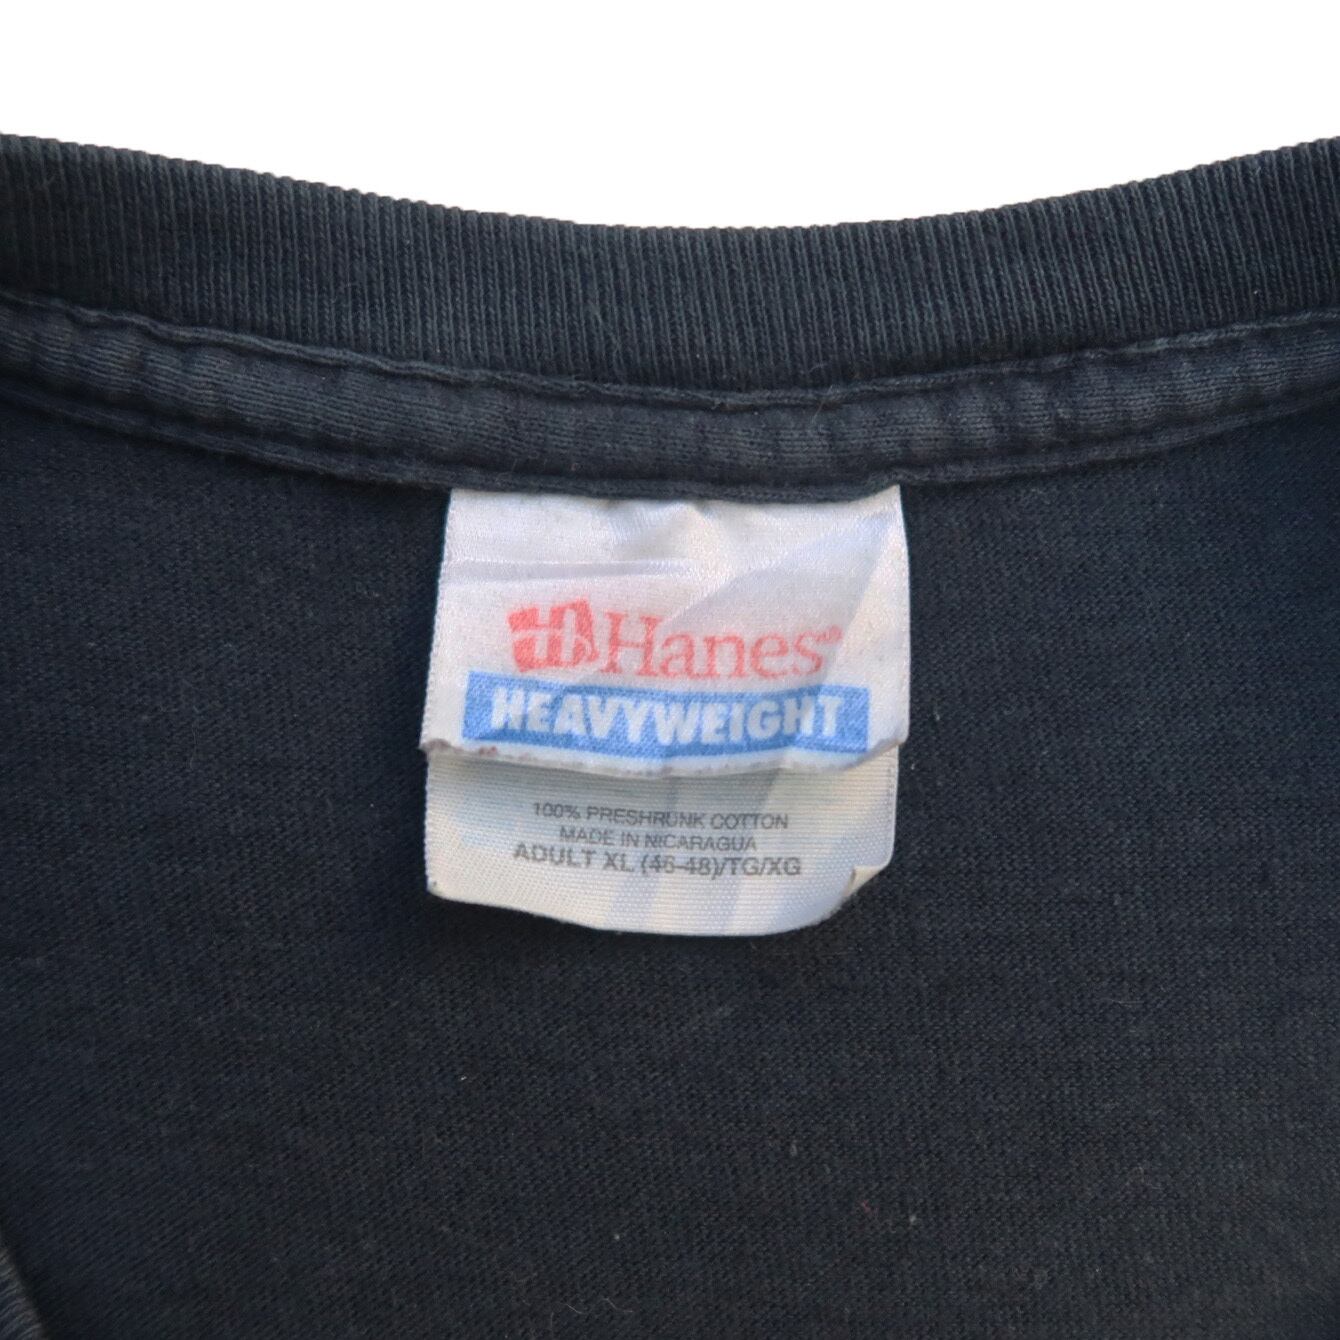 Hanes®
HEAVYWEIGHT
100% PRESHRUNK COTTON
MADE IN NICARAGUA
ADULT XL (46-48)/TG/XG